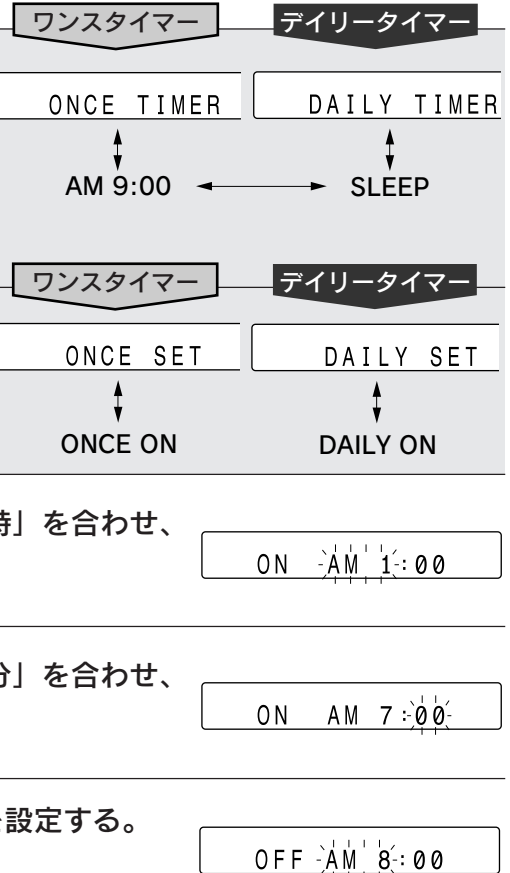 ワンスタイマー デイリータイマー
ONCE TIMER DAILY TIMER
AM 9:00 SLEEP
ワンスタイマー デイリータイマー
ONCE SET DAILY SET
ONCE ON DAILY ON
時」を合わせ、
ON AM 1:00
分」を合わせ、
ON AM 7:00
を設定する。
OFF AM 8:00